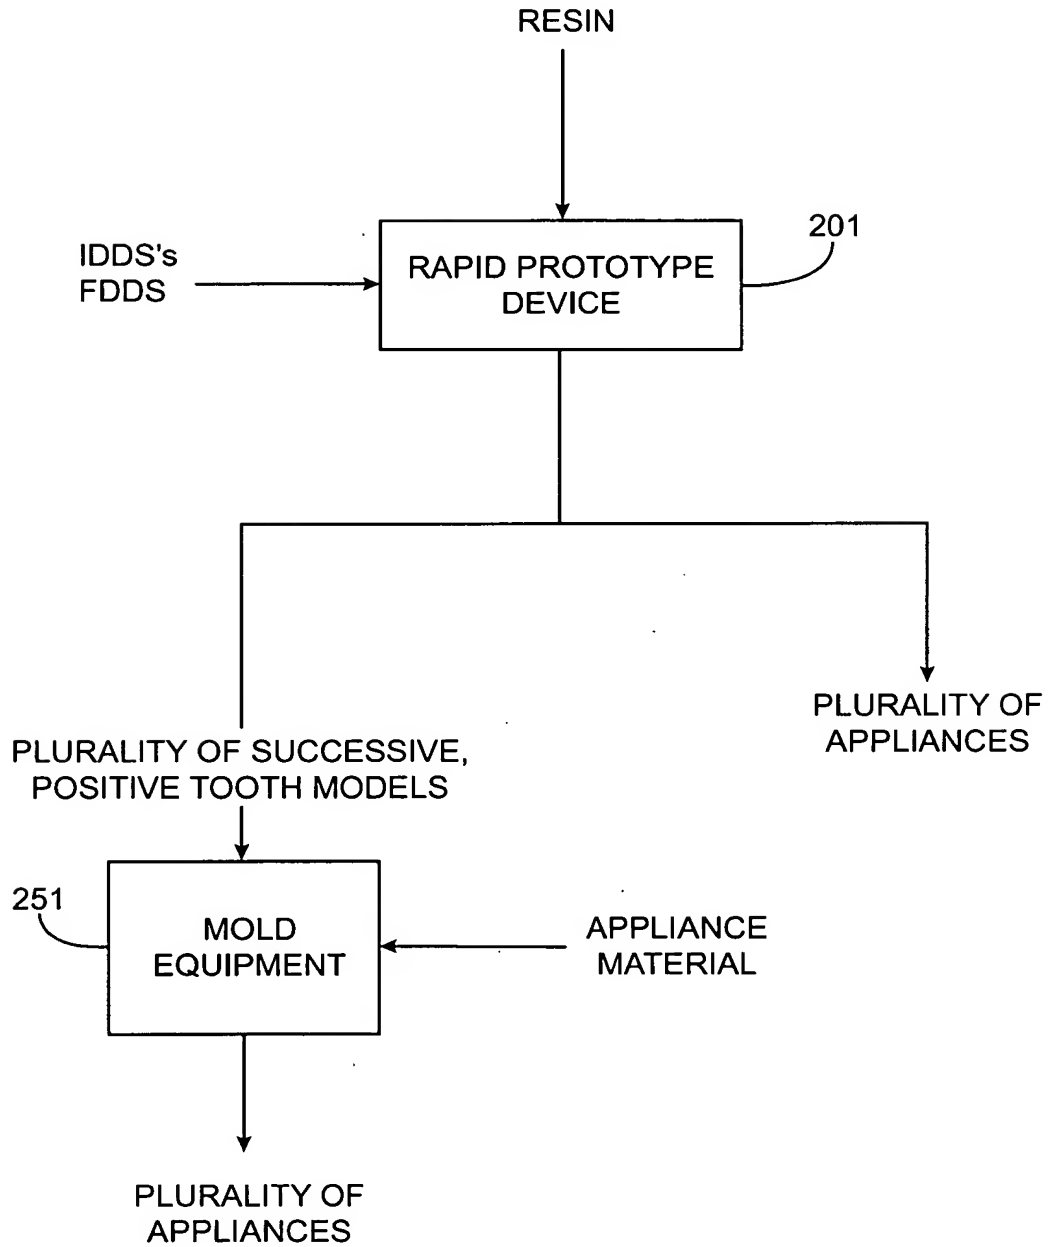 RESIN
201
IDDS's
FDDS
RAPID PROTOTYPE
DEVICE
PLURALITY OF
APPLIANCES
PLURALITY OF SUCCESSIVE,
POSITIVE TOOTH MODELS
251
MOLD
EQUIPMENT
APPLIANCE
MATERIAL
PLURALITY OF
APPLIANCES